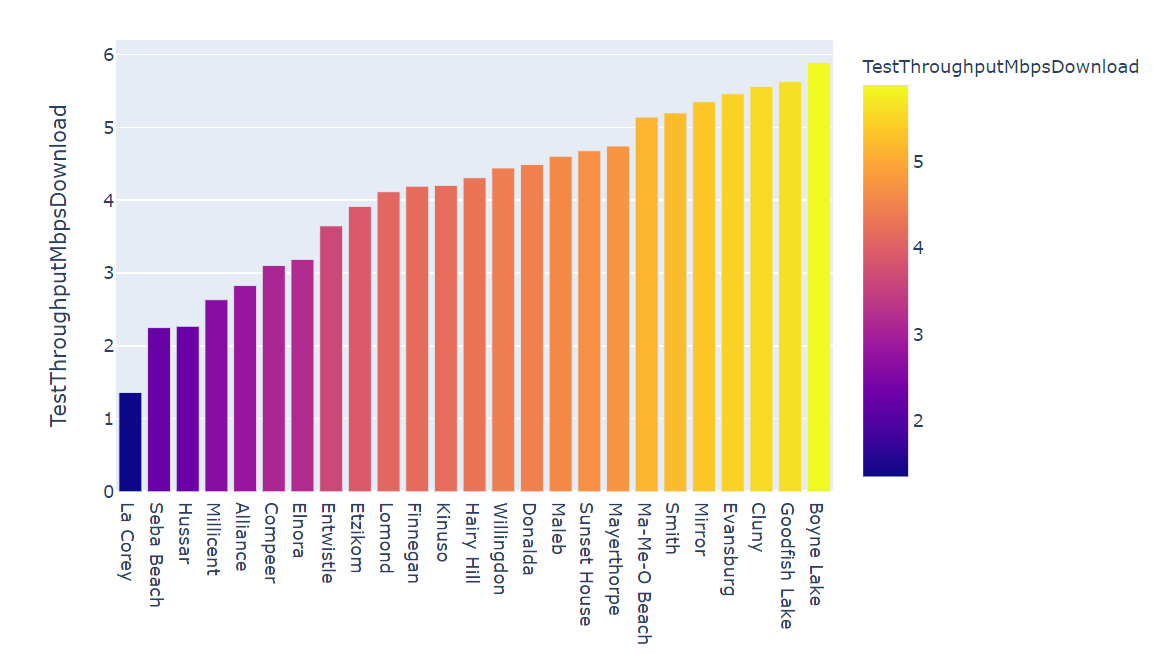 TestThroughputMbpsDownload
6
5
4
3
2
1
0
TestThroughputMbpsDownload
5
4
3
2
La Corey
Seba Beach
Hussar
Millicent
Alliance
Compeer
Elnora
Entwistle
Etzikom
Lomond
Finnegan
Kinuso
Hairy Hill
Willingdon
Donalda
Maleb
Sunset House
Mayerthorpe
Ma-Me-O Beach
Smith
Mirror
Evansburg
Cluny
Goodfish Lake
Boyne Lake